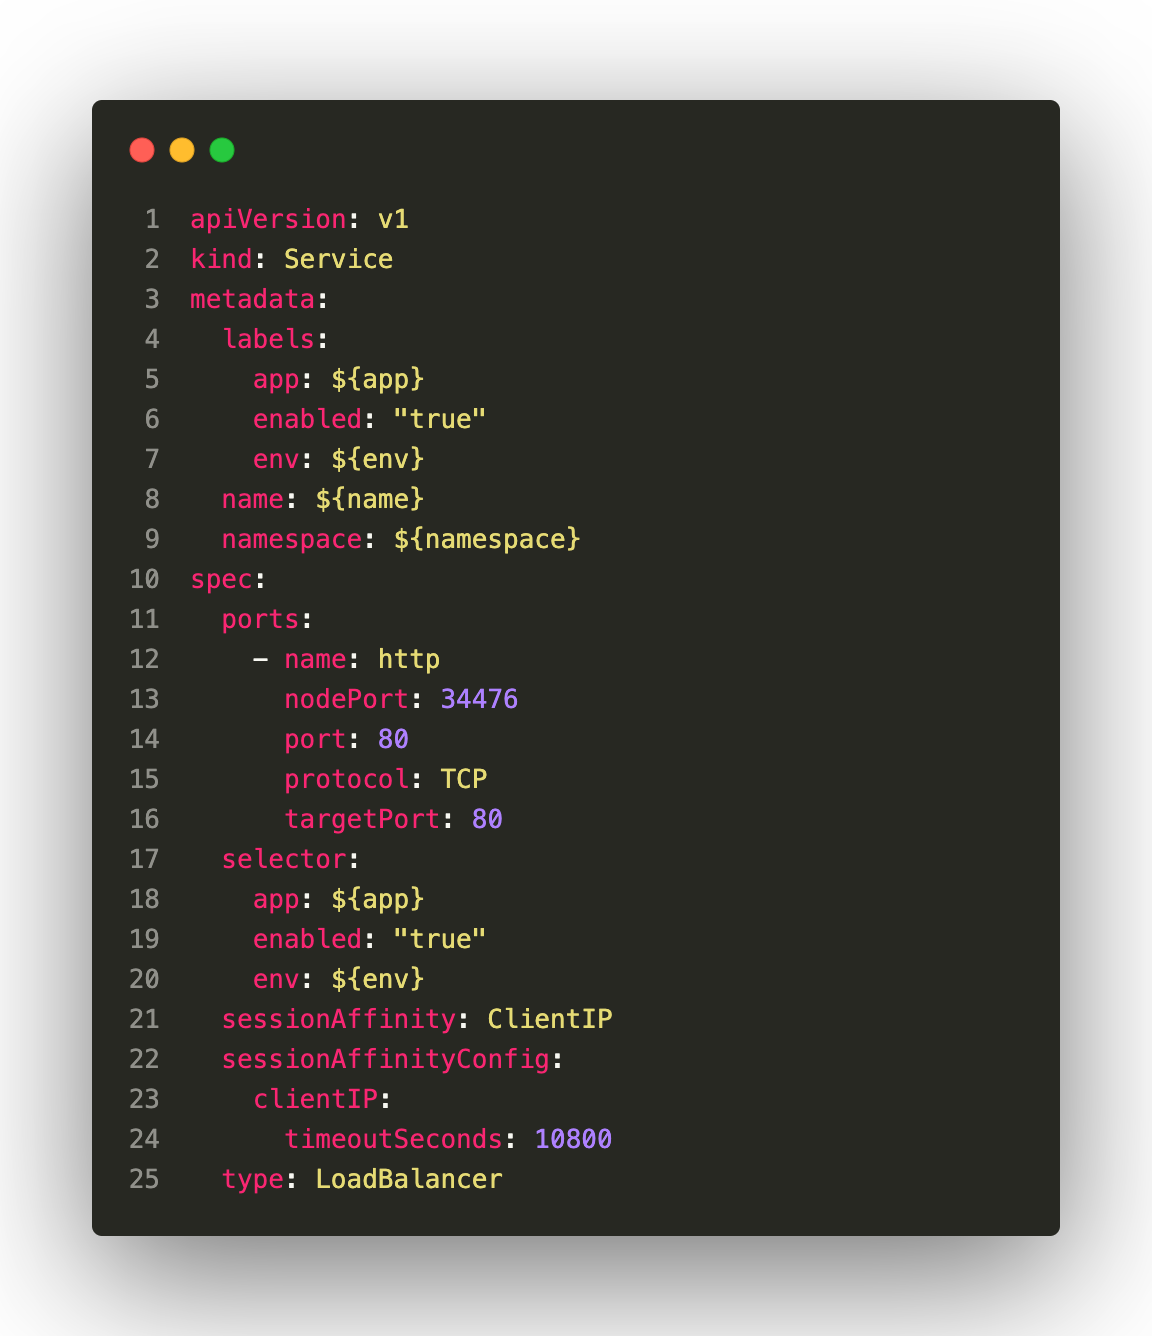 1 apiVersion: v1
2 kind: Service
3 metadata:
4   labels:
5     app: ${app}
6     enabled: "true"
7     env: ${env}
8   name: ${name}
9   namespace: ${namespace}
10 spec:
11   ports:
12     - name: http
13       nodePort: 34476
14       port: 80
15       protocol: TCP
16       targetPort: 80
17   selector:
18     app: ${app}
19     enabled: "true"
20     env: ${env}
21   sessionAffinity: ClientIP
22   sessionAffinityConfig:
23     clientIP:
24       timeoutSeconds: 10800
25   type: LoadBalancer